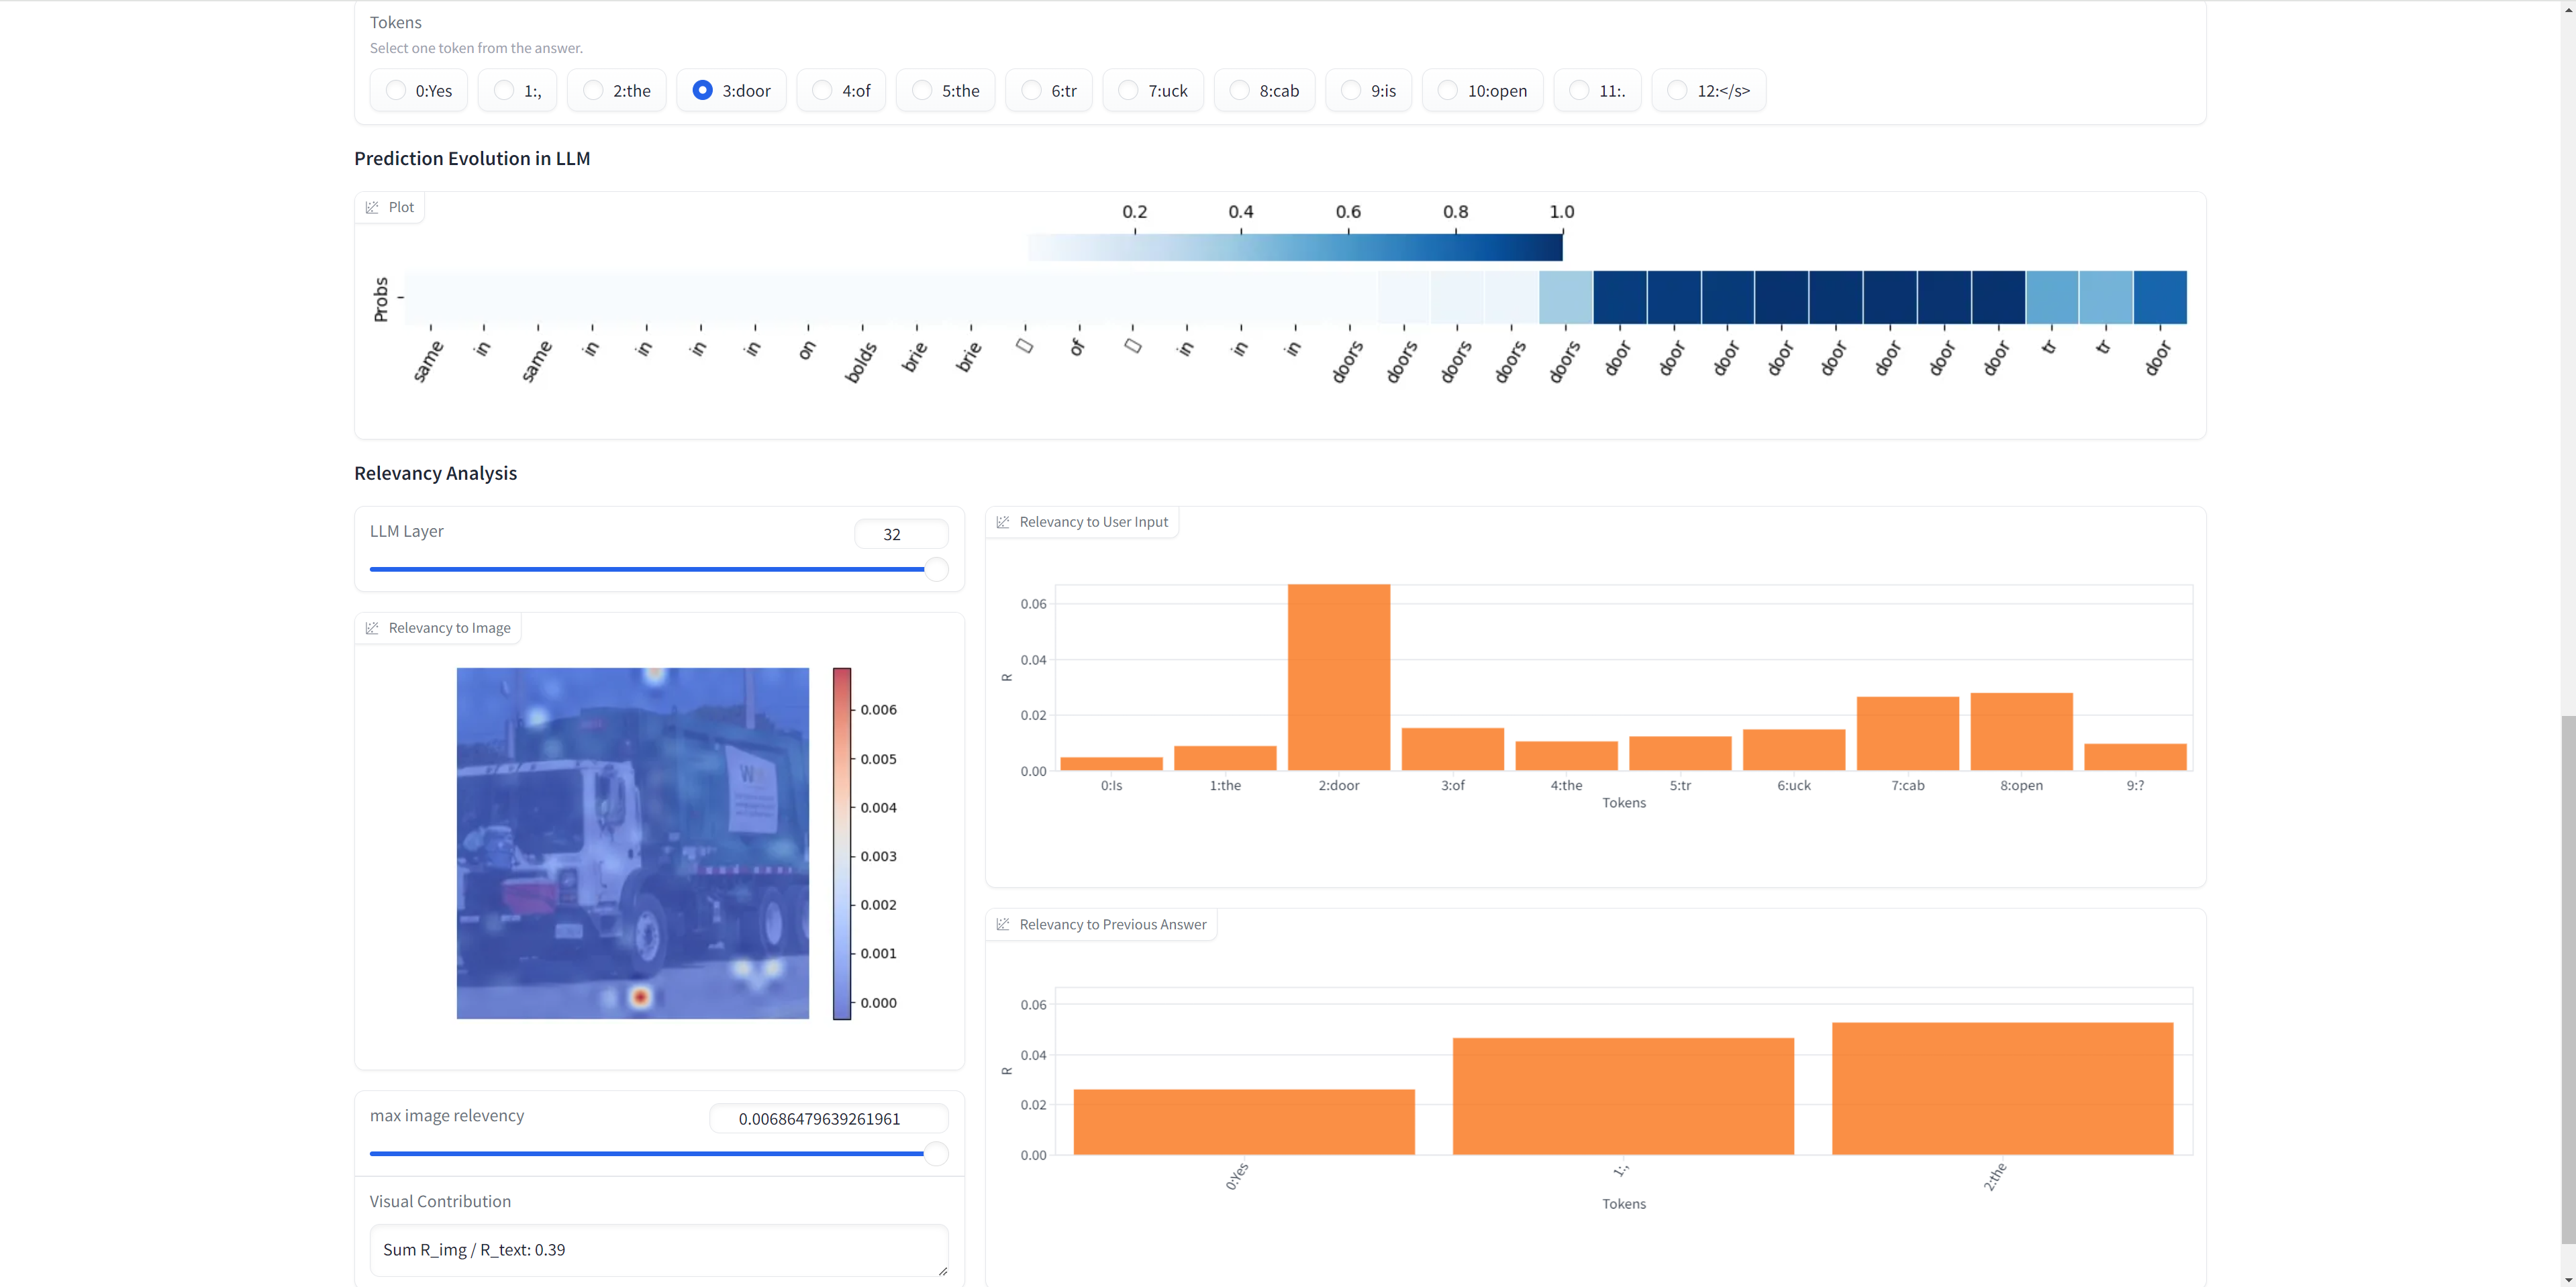 Tokens
Select one token from the answer.
0:Yes 1:, 2:the 3:door 4:of 5:the 6:tr 7:uck 8:cab 9:is 10:open 11:. 12:</s>
Prediction Evolution in LLM
Plot
0.2 0.4 0.6 0.8 1.0
Probs
same in same in in in in on bolds brie brie of in in in doors doors doors doors doors door door door door door door door door tr tr door
Relevancy Analysis
LLM Layer
32
Relevancy to Image
0.006
0.005
0.004
0.003
0.002
0.001
0.000
max image relevency
0.00686479639261961
Visual Contribution
Sum R_img / R_text: 0.39
Relevancy to User Input
0.06
0.04
0.02
0.00
R
0:Is 1:the 2:door 3:of 4:the 5:tr 6:uck 7:cab 8:open 9:?
Tokens
Relevancy to Previous Answer
0.06
0.04
0.02
0.00
R
0:Yes 1:, 2:the
Tokens